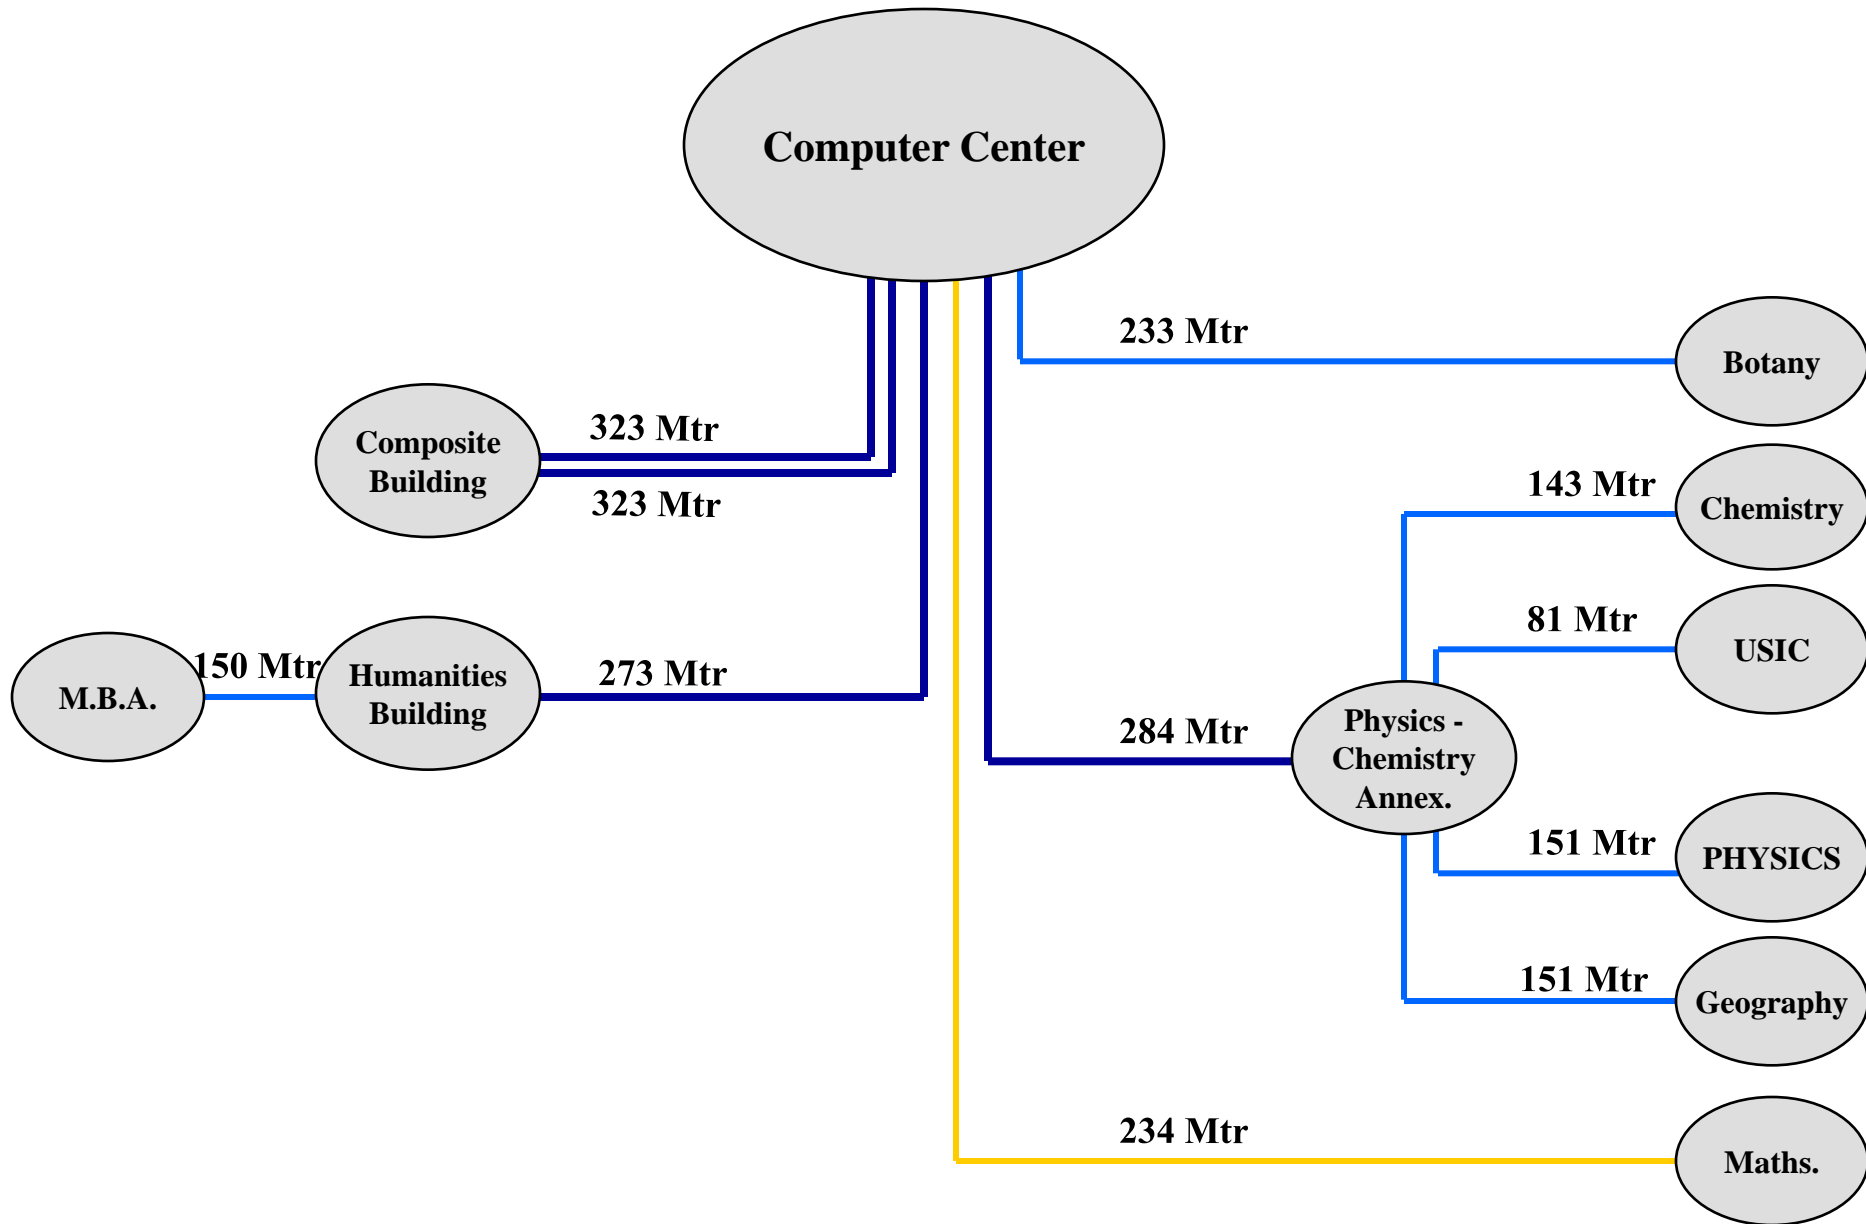 Computer Center
233 Mtr
Botany
323 Mtr
Composite
Building
323 Mtr
143 Mtr
Chemistry
81 Mtr
USIC
150 Mtr
M.B.A.
Humanities
Building
273 Mtr
284 Mtr
Physics -
Chemistry
Annex.
151 Mtr
PHYSICS
151 Mtr
Geography
234 Mtr
Maths.